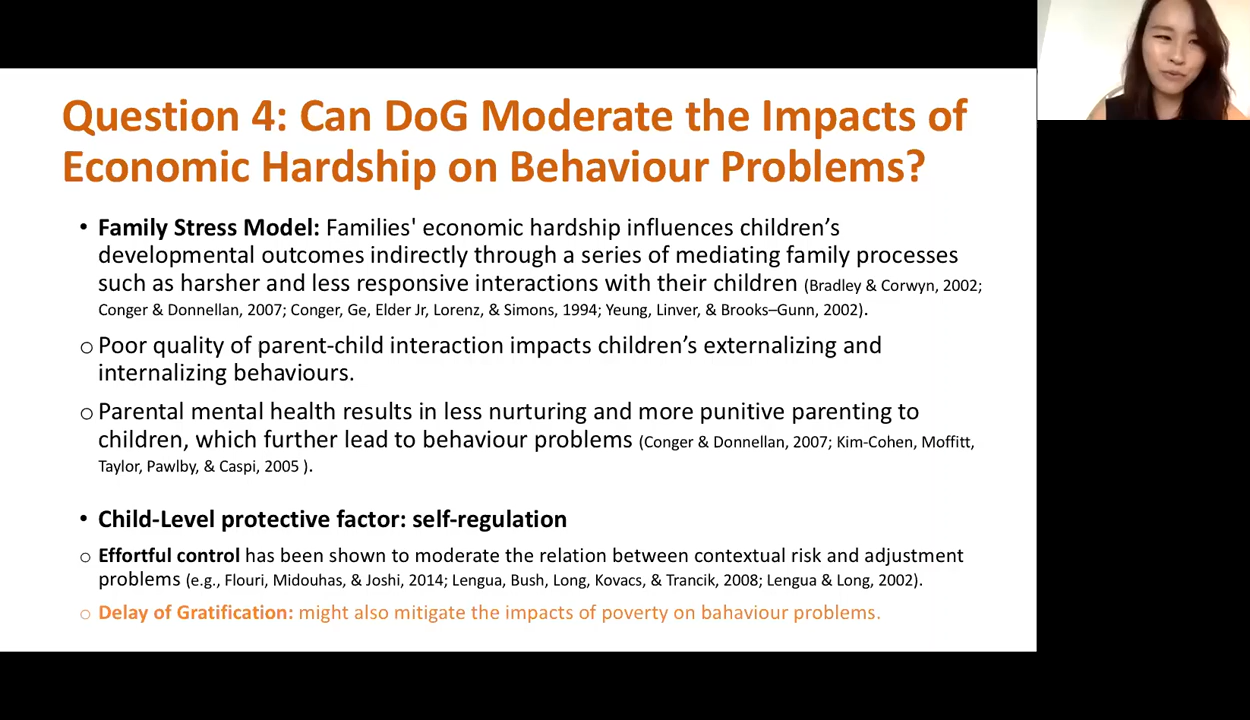 Question 4: Can DoG Moderate the Impacts of
Economic Hardship on Behaviour Problems?
• Family Stress Model: Families' economic hardship influences children’s
developmental outcomes indirectly through a series of mediating family processes
such as harsher and less responsive interactions with their children (Bradley & Corwyn, 2002;
Conger & Donnellan, 2007; Conger, Ge, Elder Jr, Lorenz, & Simons, 1994; Yeung, Linver, & Brooks–Gunn, 2002).
o Poor quality of parent-child interaction impacts children’s externalizing and
internalizing behaviours.
o Parental mental health results in less nurturing and more punitive parenting to
children, which further lead to behaviour problems (Conger & Donnellan, 2007; Kim-Cohen, Moffitt,
Taylor, Pawlby, & Caspi, 2005 ).
• Child-Level protective factor: self-regulation
o Effortful control has been shown to moderate the relation between contextual risk and adjustment
problems (e.g., Flouri, Midouhas, & Joshi, 2014; Lengua, Bush, Long, Kovacs, & Trancik, 2008; Lengua & Long, 2002).
o Delay of Gratification: might also mitigate the impacts of poverty on bahaviour problems.